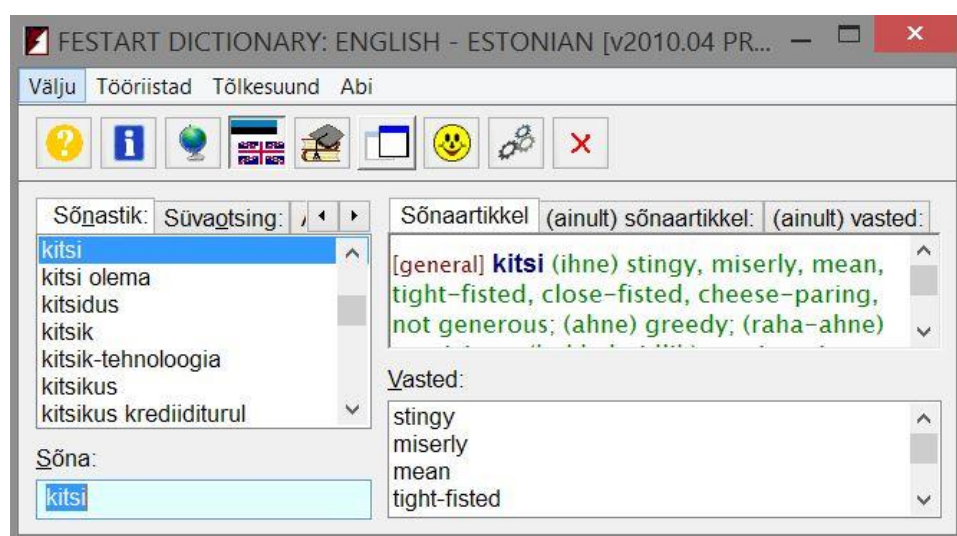 FESTART DICTIONARY: ENGLISH - ESTONIAN [v2010.04 PR...
Välju Tööriistad Tõlkesuund Abi
Sõnastik: Süvaotsing:
kitsi
kitsi olema
kitsidus
kitsik
kitsik-tehnoloogia
kitsikus
kitsikus krediidituru­l
Sõna:
kitsi
Sõnaartikkel (ainult) sõnaartikkel: (ainult) vasted:
[general] kitsi (ihne) stingy, miserly, mean,
tight-fisted, close-fisted, cheese-paring,
not generous; (ahne) greedy; (raha-ahne)
Vasted:
stingy
miserly
mean
tight-fisted